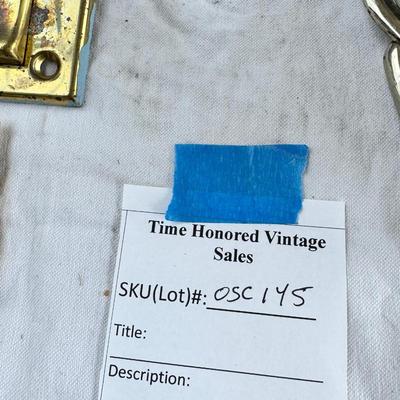 Time Honored Vintage
Sales
SKU(Lot)#: OSC 145
Title:
Description: